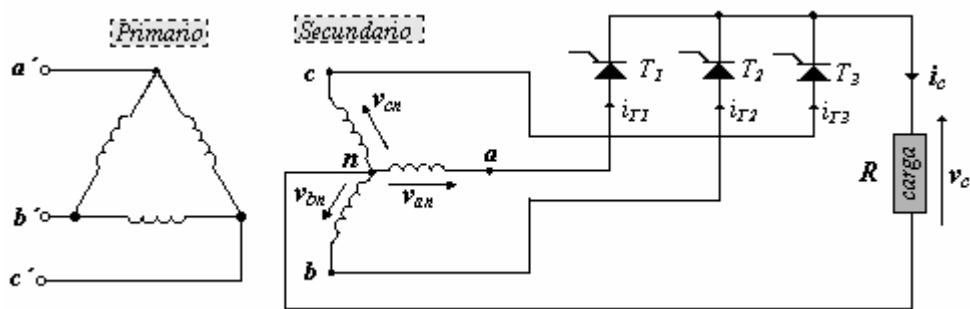 Primario
Secundario
a´
b´
c´
c
v_cn
n
a
v_bn
v_an
b
T_1
T_2
T_3
i_T1
i_T2
i_T3
i_c
R
carga
v_c